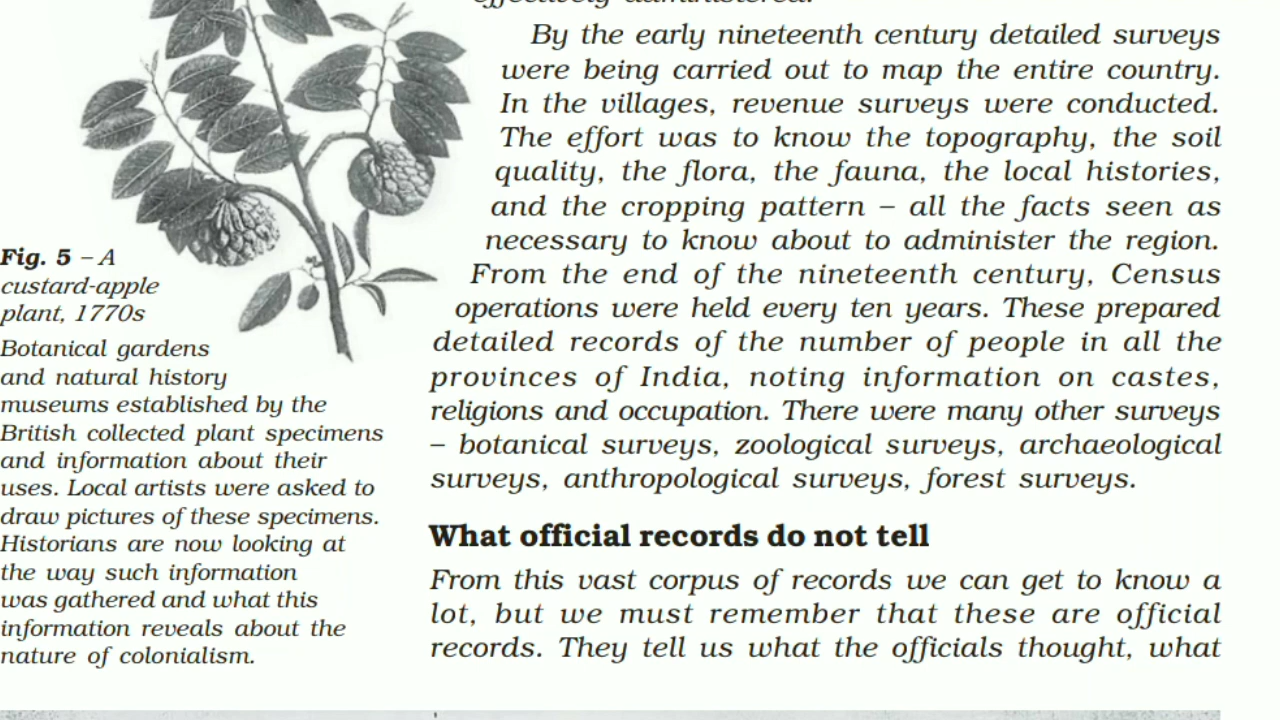 By the early nineteenth century detailed surveys
were being carried out to map the entire country.
In the villages, revenue surveys were conducted.
The effort was to know the topography, the soil
quality, the flora, the fauna, the local histories,
and the cropping pattern – all the facts seen as
necessary to know about to administer the region.
From the end of the nineteenth century, Census
operations were held every ten years. These prepared
detailed records of the number of people in all the
provinces of India, noting information on castes,
religions and occupation. There were many other surveys
– botanical surveys, zoological surveys, archaeological
surveys, anthropological surveys, forest surveys.
What official records do not tell
From this vast corpus of records we can get to know a
lot, but we must remember that these are official
records. They tell us what the officials thought, what
Fig. 5 – A
custard-apple
plant, 1770s
Botanical gardens
and natural history
museums established by the
British collected plant specimens
and information about their
uses. Local artists were asked to
draw pictures of these specimens.
Historians are now looking at
the way such information
was gathered and what this
information reveals about the
nature of colonialism.